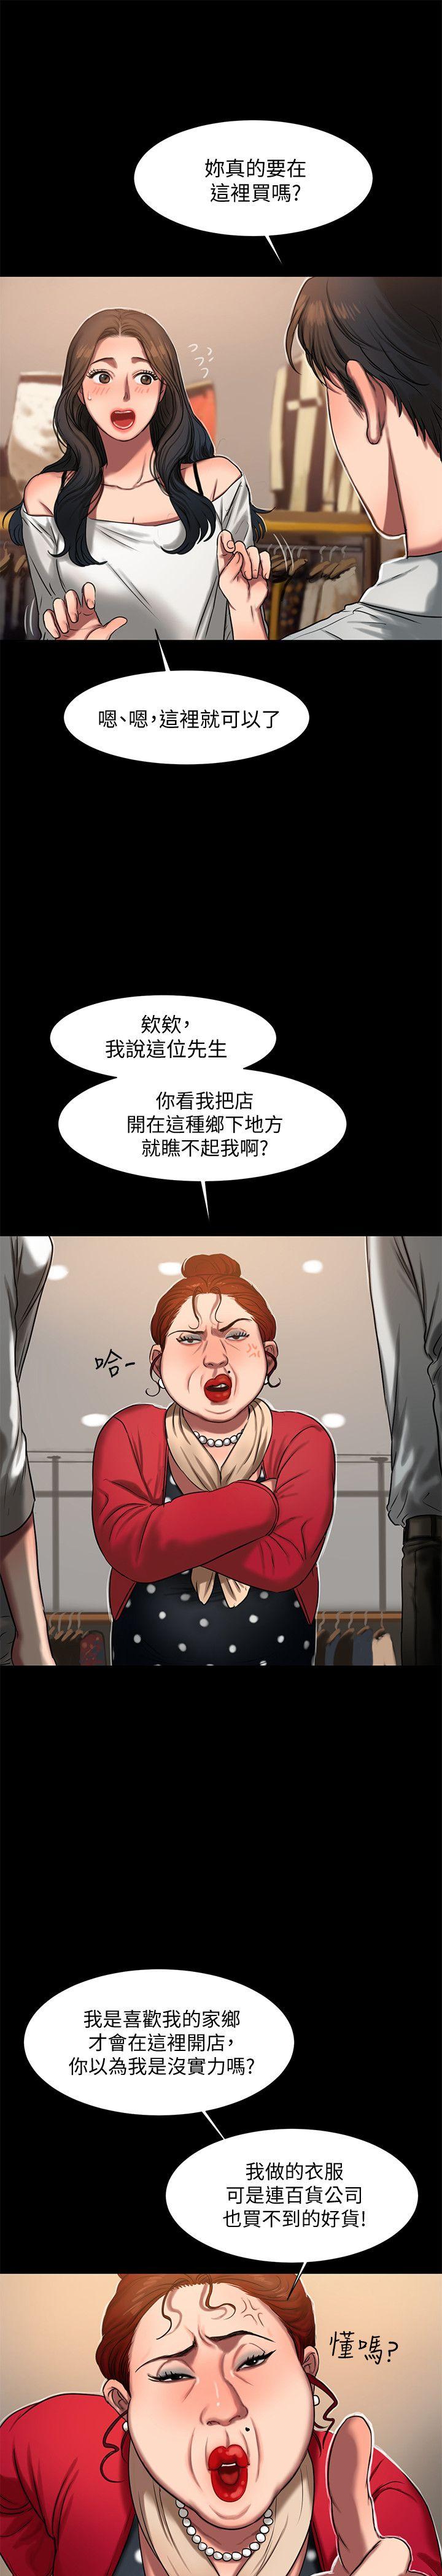 妳真的要在
這裡買嗎?
嗯、嗯,這裡就可以了
欸欸,
我說這位先生
你看我把店
開在這種鄉下地方
就瞧不起我啊?
哈-
我是喜歡我的家鄉
才會在這裡開店,
你以為我是沒實力嗎?
我做的衣服
可是連百貨公司
也買不到的好貨!
懂嗎?